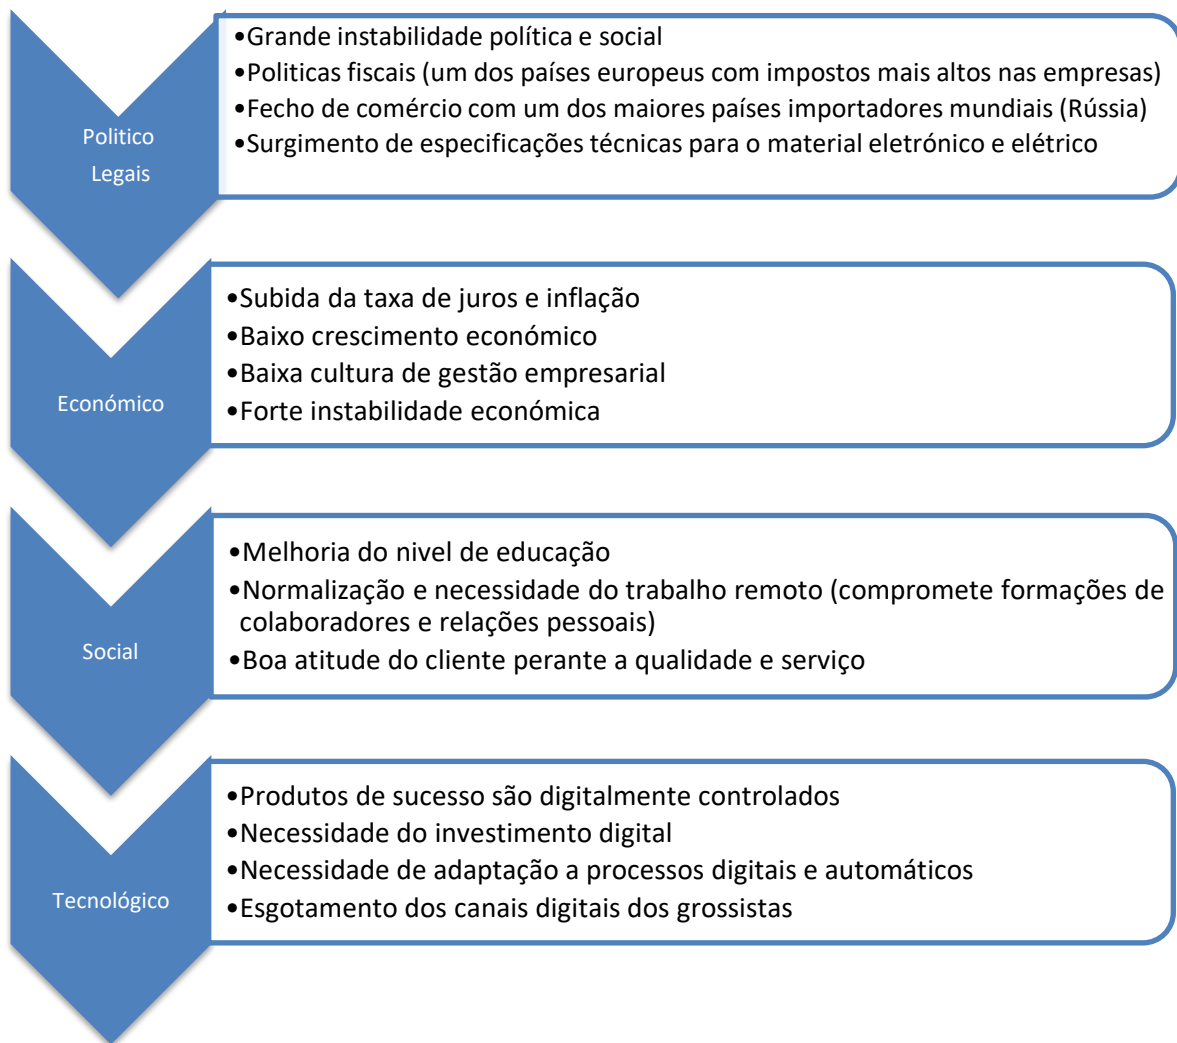 Politico
Legais
•Grande instabilidade política e social
•Politicas fiscais (um dos países europeus com impostos mais altos nas empresas)
•Fecho de comércio com um dos maiores países importadores mundiais (Rússia)
•Surgimento de especificações técnicas para o material eletrónico e elétrico
Económico
•Subida da taxa de juros e inflação
•Baixo crescimento económico
•Baixa cultura de gestão empresarial
•Forte instabilidade económica
Social
•Melhoria do nivel de educação
•Normalização e necessidade do trabalho remoto (compromete formações de
colaboradores e relações pessoais)
•Boa atitude do cliente perante a qualidade e serviço
Tecnológico
•Produtos de sucesso são digitalmente controlados
•Necessidade do investimento digital
•Necessidade de adaptação a processos digitais e automáticos
•Esgotamento dos canais digitais dos grossistas